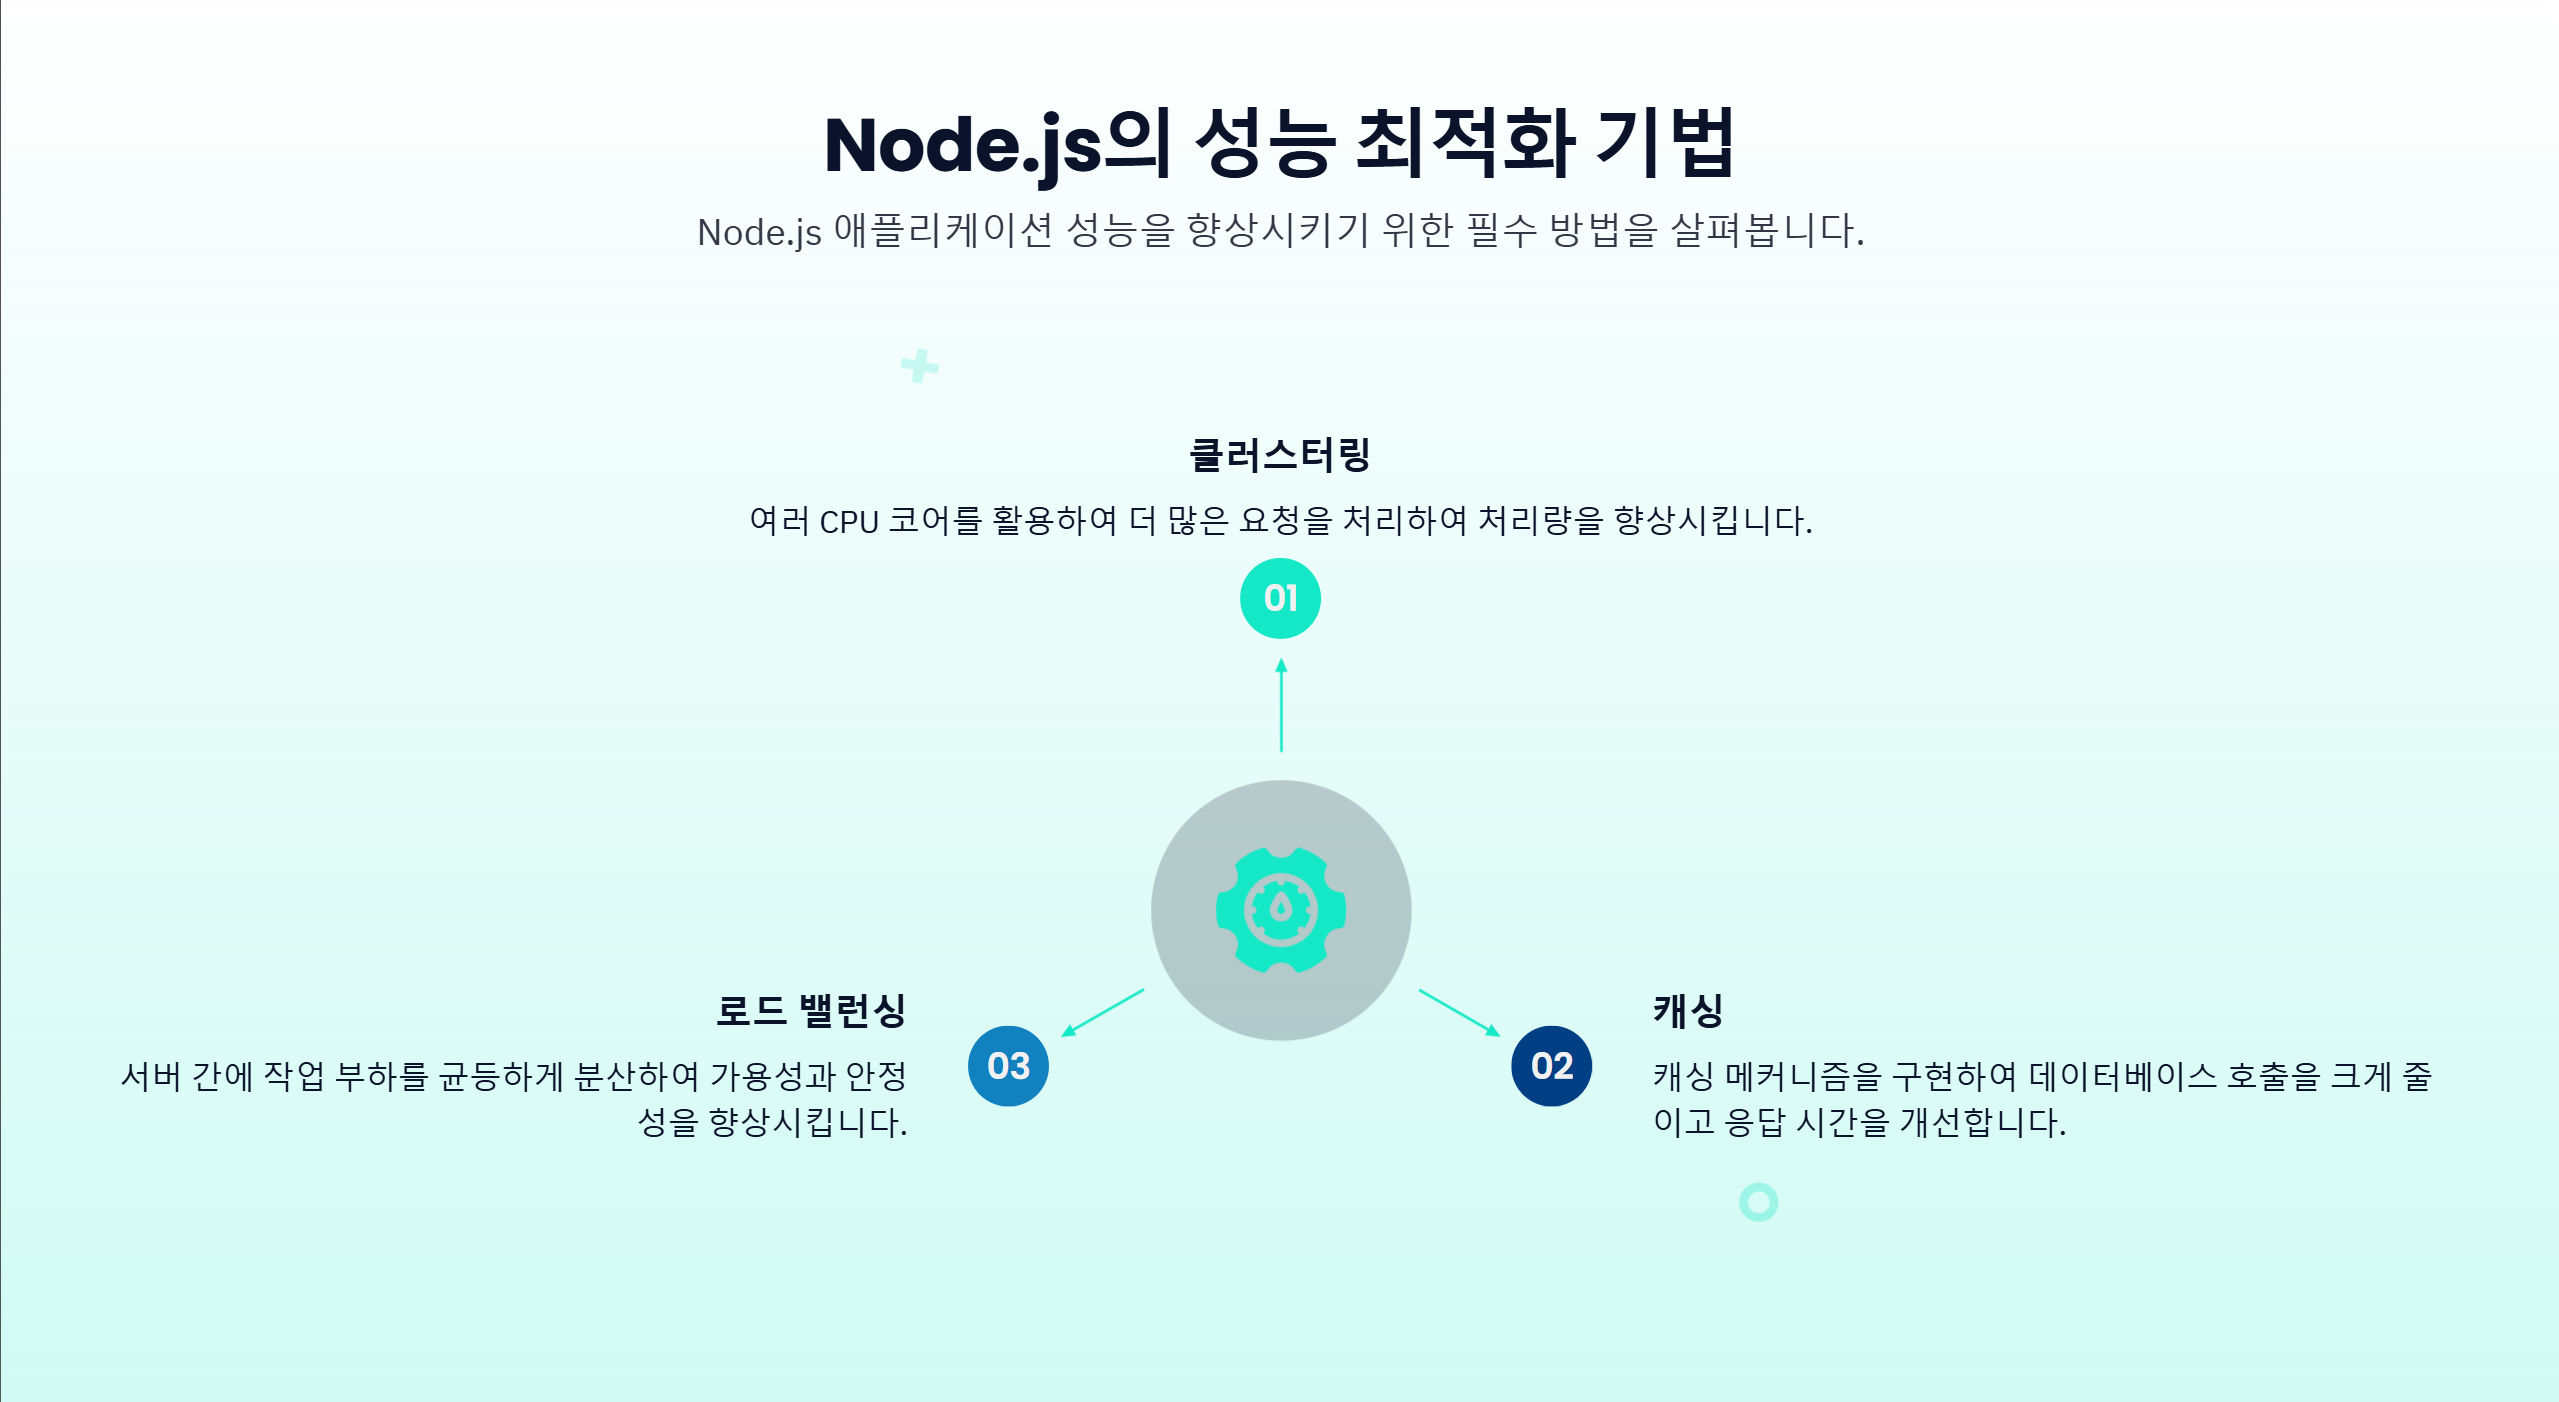 Node.js의 성능 최적화 기법
Node.js 애플리케이션 성능을 향상시키기 위한 필수 방법을 살펴봅니다.
클러스터링
여러 CPU 코어를 활용하여 더 많은 요청을 처리하여 처리량을 향상시킵니다.
01
캐싱
02
캐싱 메커니즘을 구현하여 데이터베이스 호출을 크게 줄
이고 응답 시간을 개선합니다.
로드 밸런싱
03
서버 간에 작업 부하를 균등하게 분산하여 가용성과 안정
성을 향상시킵니다.